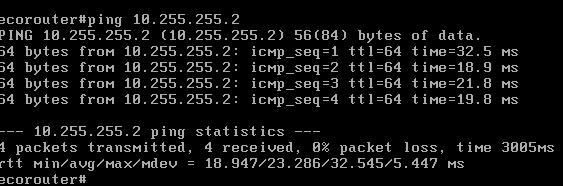 ecorouter#ping 10.255.255.2
PING 10.255.255.2 (10.255.255.2) 56(84) bytes of data.
64 bytes from 10.255.255.2: icmp_seq=1 ttl=64 time=32.5 ms
64 bytes from 10.255.255.2: icmp_seq=2 ttl=64 time=18.9 ms
64 bytes from 10.255.255.2: icmp_seq=3 ttl=64 time=21.8 ms
64 bytes from 10.255.255.2: icmp_seq=4 ttl=64 time=19.8 ms
--- 10.255.255.2 ping statistics ---
4 packets transmitted, 4 received, 0% packet loss, time 3005ms
rtt min/avg/max/mdev = 18.947/23.286/32.545/5.447 ms
ecorouter#